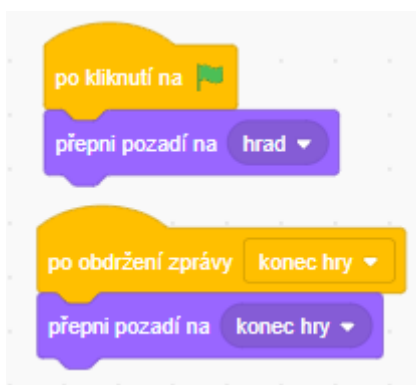 po kliknutí na
přepni pozadí na hrad
po obdržení zprávy konec hry
přepni pozadí na konec hry